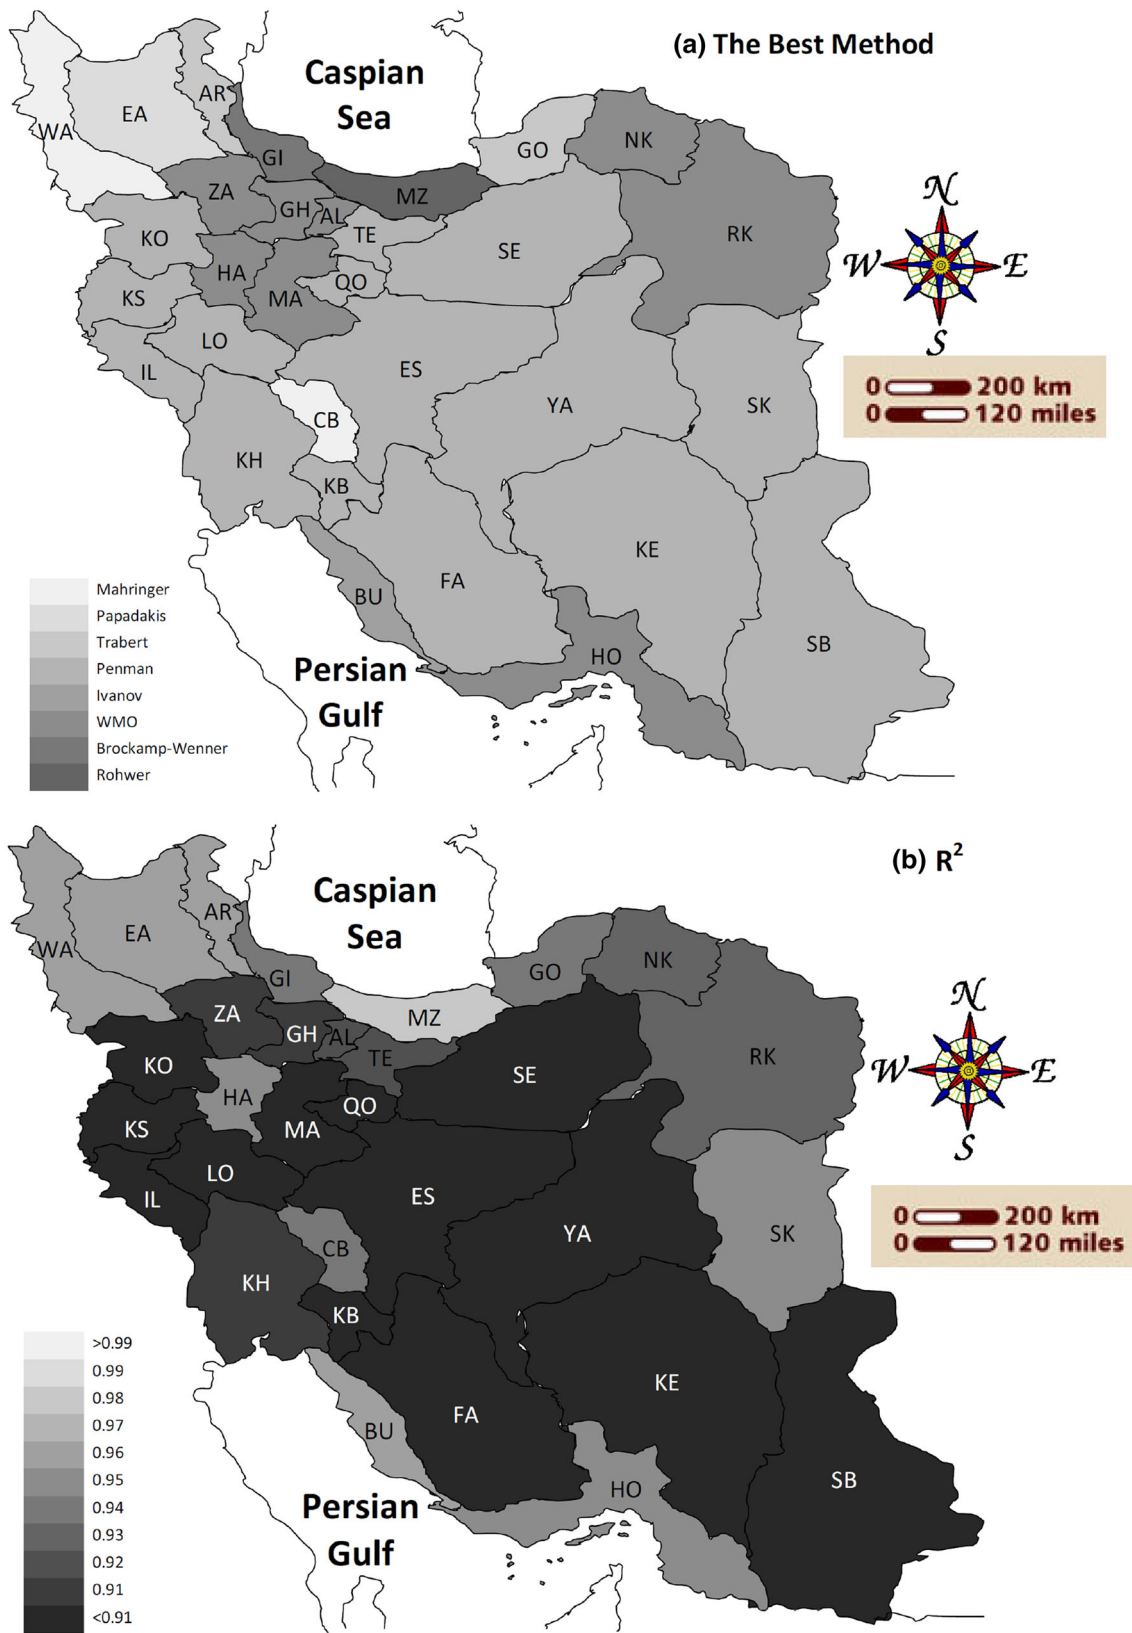 (a) The Best Method
Caspian
Sea
AR
EA
WA
GI
GO
NK
ZA
MZ
GH
AL
TE
RK
KO
SE
HA
QO
KS
MA
LO
IL
ES
YA
SK
CB
KH
KB
KE
FA
BU
SB
HO
N
W
E
S
0 200 km
0 120 miles
Persian
Gulf
Mahringer
Papadakis
Trabert
Penman
Ivanov
WMO
Brockamp-Wenner
Rohwer
(b) R²
Caspian
Sea
AR
EA
WA
GI
GO
NK
ZA
MZ
GH
AL
TE
RK
KO
SE
HA
QO
KS
MA
LO
IL
ES
YA
SK
CB
KH
KB
KE
FA
BU
SB
HO
N
W
E
S
0 200 km
0 120 miles
Persian
Gulf
>0.99
0.99
0.98
0.97
0.96
0.95
0.94
0.93
0.92
0.91
<0.91